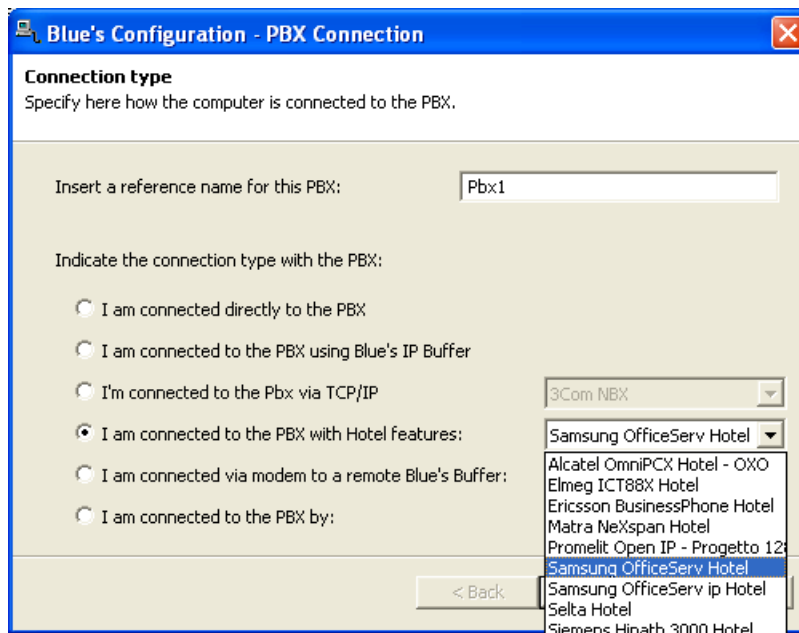 Blue's Configuration - PBX Connection
Connection type
Specify here how the computer is connected to the PBX.
Insert a reference name for this PBX: Pbx1
Indicate the connection type with the PBX:
I am connected directly to the PBX
I am connected to the PBX using Blue's IP Buffer
I'm connected to the Pbx via TCP/IP 3Com NBX
I am connected to the PBX with Hotel features: Samsung OfficeServ Hotel
I am connected via modem to a remote Blue's Buffer:
I am connected to the PBX by:
Alcatel OmniPCX Hotel - OXO
Elmeg ICT88X Hotel
Ericsson BusinessPhone Hotel
Matra NeXspan Hotel
Promelit Open IP - Progetto
Samsung OfficeServ Hotel
Samsung OfficeServ ip Hotel
Selta Hotel
Siemens Hipath 3000 Hotel
< Back